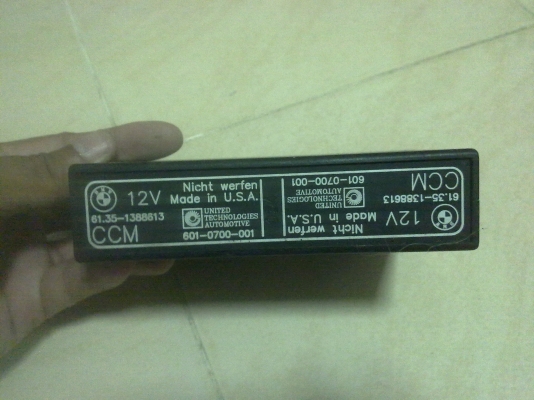 12V
Nicht werfen
Made in U.S.A.
61.35-1388613
UNITED
TECHNOLOGIES
AUTOMOTIVE
CCM
601-0700-001
12V
Nicht werfen
Made in U.S.A.
61.35-1388613
UNITED
TECHNOLOGIES
AUTOMOTIVE
CCM
601-0700-001